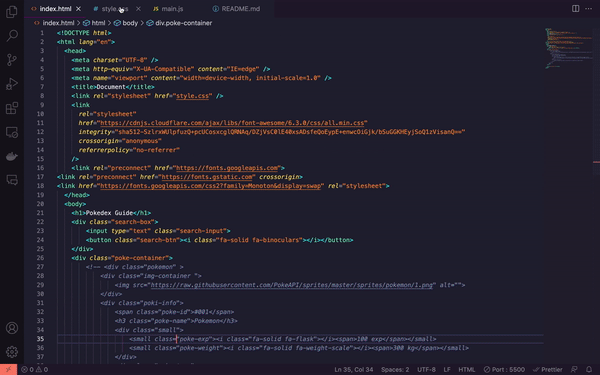 index.html
style.css
main.js
README.md
index.html > html > body > div.poke-container
1 <!DOCTYPE html>
2 <html lang="en">
3 <head>
4 <meta charset="UTF-8" />
5 <meta http-equiv="X-UA-Compatible" content="IE=edge" />
6 <meta name="viewport" content="width=device-width, initial-scale=1.0" />
7 <title>Document</title>
8 <link rel="stylesheet" href="style.css" />
9 <link
10 rel="stylesheet"
11 href="https://cdnjs.cloudflare.com/ajax/libs/font-awesome/6.3.0/css/all.min.css"
12
13 crossorigin="anonymous"
14 referrerpolicy="no-referrer"
15 />
16 <link rel="preconnect" href="https://fonts.googleapis.com">
17 <link rel="preconnect" href="https://fonts.gstatic.com" crossorigin>
18 <link href="https://fonts.googleapis.com/css2?family=Monoton&display=swap" rel="stylesheet">
19 </head>
20 <body>
21 <h1>Pokedex Guide</h1>
22 <div class="search-box">
23 <input type="text" class="search-input">
24 <button class="search-btn"><i class="fa-solid fa-binoculars"></i></button>
25 </div>
26 <div class="poke-container">
27 <!-- <div class="pokemon" >
28 <div class="img-container ">
29 <img src="https://raw.githubusercontent.com/PokeAPI/sprites/master/sprites/pokemon/1.png" alt="">
30 </div>
31 <div class="poki-info">
32 <span class="poke-id">#001</span>
33 <h3 class="poke-name">Pokemon</h3>
34 <div class="small">
35 <small class="poke-exp"><i class="fa-solid fa-flask"></i><span>100 exp</span></small>
36 <small class="poke-weight"><i class="fa-solid fa-weight-scale"></i><span>300 kg</span></small>
37 </div>
Ln 35, Col 34 Spaces: 2 UTF-8 LF HTML Port : 5500 Prettier